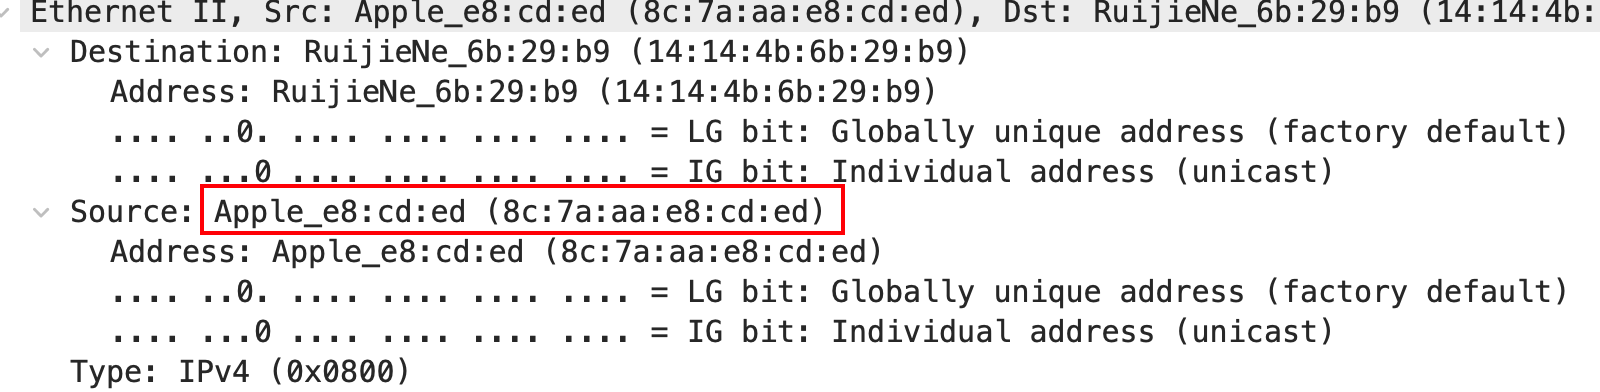 Ethernet II, Src: Apple_e8:cd:ed (8c:7a:aa:e8:cd:ed), Dst: RuijieNe_6b:29:b9 (14:14:4b:
Destination: RuijieNe_6b:29:b9 (14:14:4b:6b:29:b9)
Address: RuijieNe_6b:29:b9 (14:14:4b:6b:29:b9)
.... ..0. .... .... .... .... = LG bit: Globally unique address (factory default)
.... ...0 .... .... .... .... = IG bit: Individual address (unicast)
Source: Apple_e8:cd:ed (8c:7a:aa:e8:cd:ed)
Address: Apple_e8:cd:ed (8c:7a:aa:e8:cd:ed)
.... ..0. .... .... .... .... = LG bit: Globally unique address (factory default)
.... ...0 .... .... .... .... = IG bit: Individual address (unicast)
Type: IPv4 (0x0800)